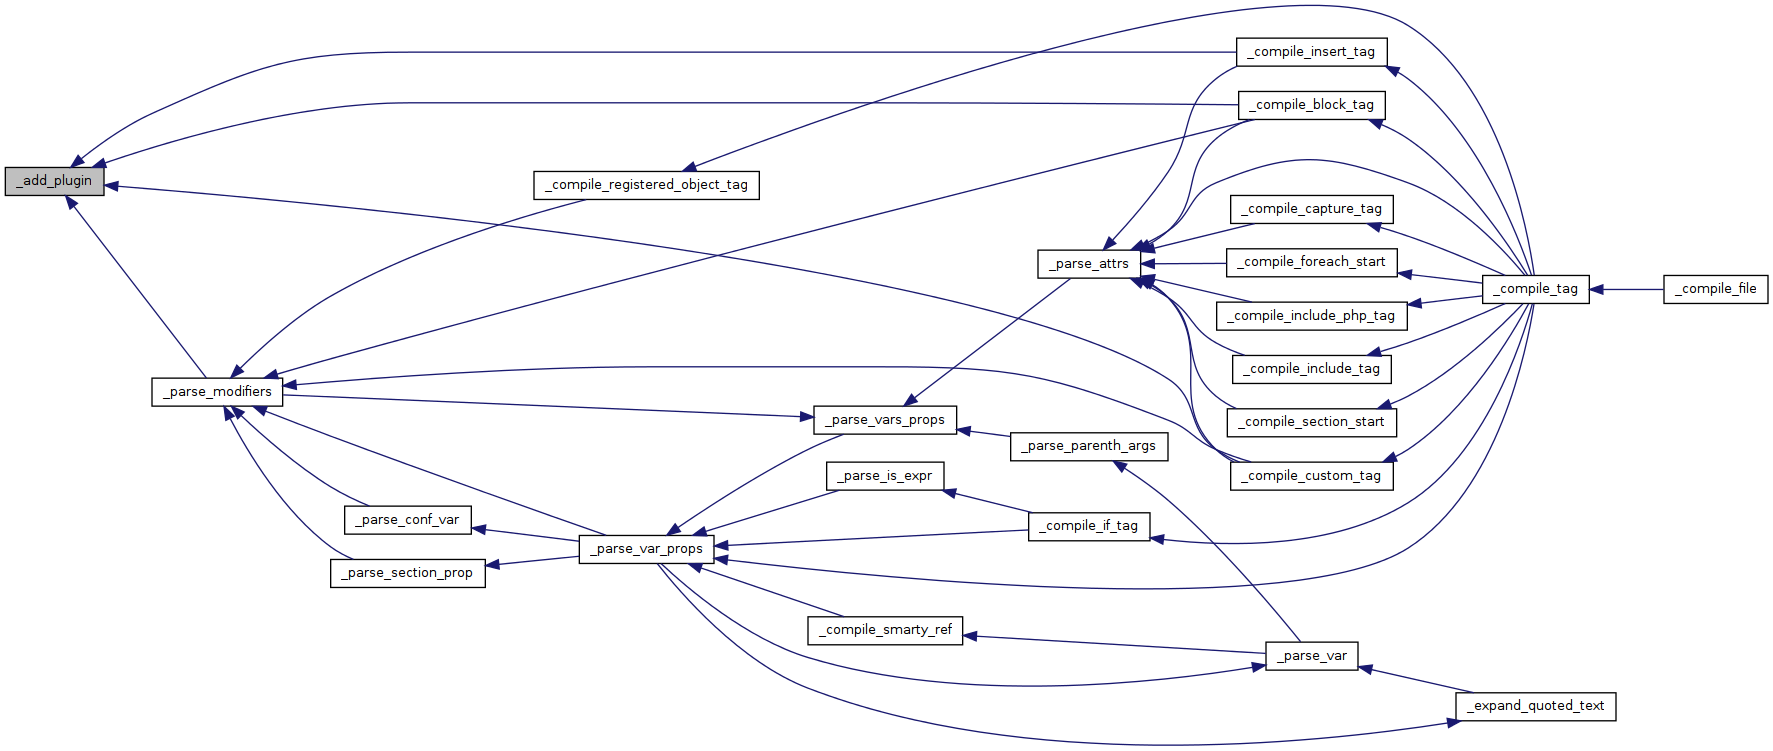 _compile_insert_tag
_compile_block_tag
_add_plugin
_compile_registered_object_tag
_compile_capture_tag
_parse_attrs
_compile_foreach_start
_compile_tag
_compile_file
_compile_include_php_tag
_compile_include_tag
_parse_modifiers
_parse_vars_props
_compile_section_start
_parse_parenth_args
_parse_is_expr
_compile_custom_tag
_parse_conf_var
_compile_if_tag
_parse_var_props
_parse_section_prop
_compile_smarty_ref
_parse_var
_expand_quoted_text